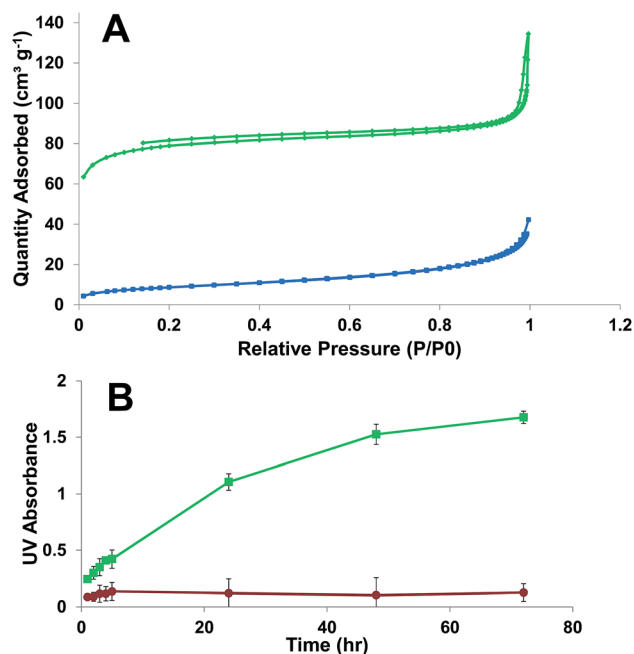 A
Quantity Adsorbed (cm³ g⁻¹)
140
120
100
80
60
40
20
0
0 0.2 0.4 0.6 0.8 1 1.2
Relative Pressure (P/P0)
B
UV Absorbance
2
1.5
1
0.5
0
0 20 40 60 80
Time (hr)